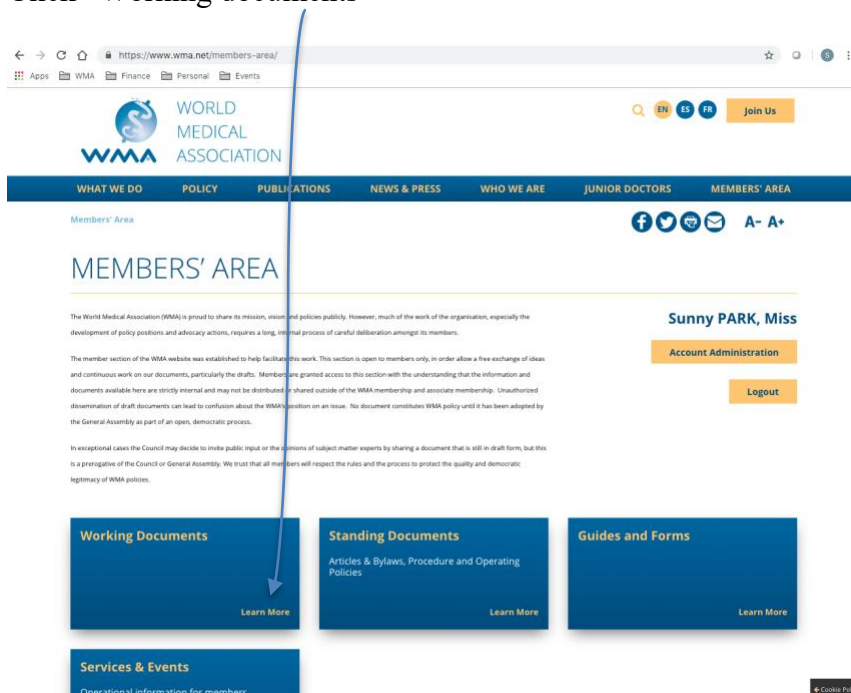 https://www.wma.net/members-area/
S
Apps WMA Finance Personal Events
WORLD
MEDICAL
ASSOCIATION
WMA
EN ES FR Join Us
WHAT WE DO POLICY PUBLICATIONS NEWS & PRESS WHO WE ARE JUNIOR DOCTORS MEMBERS' AREA
Members' Area
A- A+
MEMBERS' AREA
The World Medical Association (WMA) is proud to share its mission, vision and policies publicly. However, much of the work of the organisation, especially the
development of policy positions and advocacy actions, requires a long, internal process of careful deliberation amongst its members.
Sunny PARK, Miss
Account Administration
Logout
The member section of the WMA website was established to help facilitate this work. This section is open to members only, in order allow a free exchange of ideas
and continuous work on our documents, particularly the drafts. Members are granted access to this section with the understanding that the information and
documents available here are strictly internal and may not be distributed or shared outside of the WMA membership and associate membership. Unauthorized
dissemination of draft documents can lead to confusion about the WMA's position on an issue. No document constitutes WMA policy until it has been adopted by
the General Assembly as part of an open, democratic process.
In exceptional cases the Council may decide to invite public input or the opinions of subject matter experts by sharing a document that is still in draft form, but this
is a prerogative of the Council or General Assembly. We trust that all members will respect the rules and the process to protect the quality and democratic
legitimacy of WMA policies.
Working Documents
Learn More
Standing Documents
Articles & Bylaws, Procedure and Operating
Policies
Learn More
Guides and Forms
Learn More
Services & Events
Operational information for members
Cookie